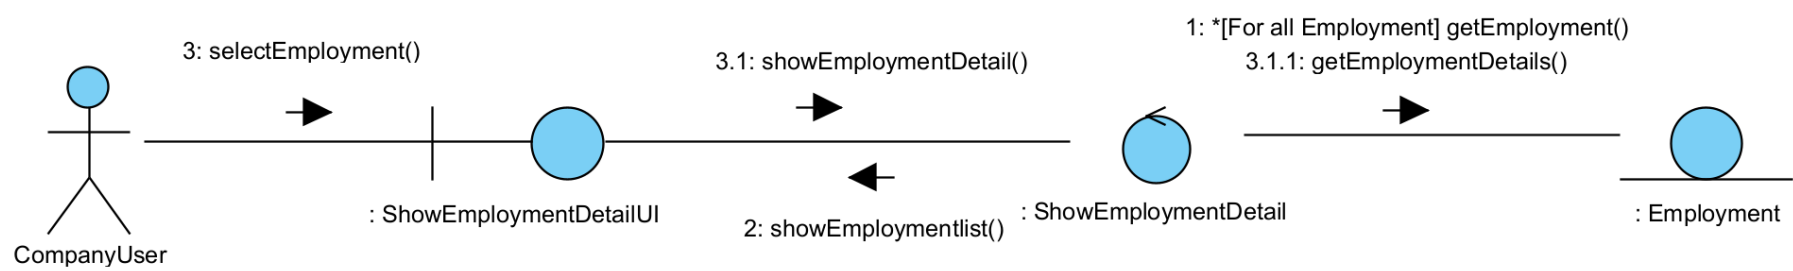 1: *[For all Employment] getEmployment()
3: selectEmployment()
3.1: showEmploymentDetail()
3.1.1: getEmploymentDetails()
: ShowEmploymentDetailUI
: ShowEmploymentDetail
: Employment
2: showEmploymentlist()
CompanyUser